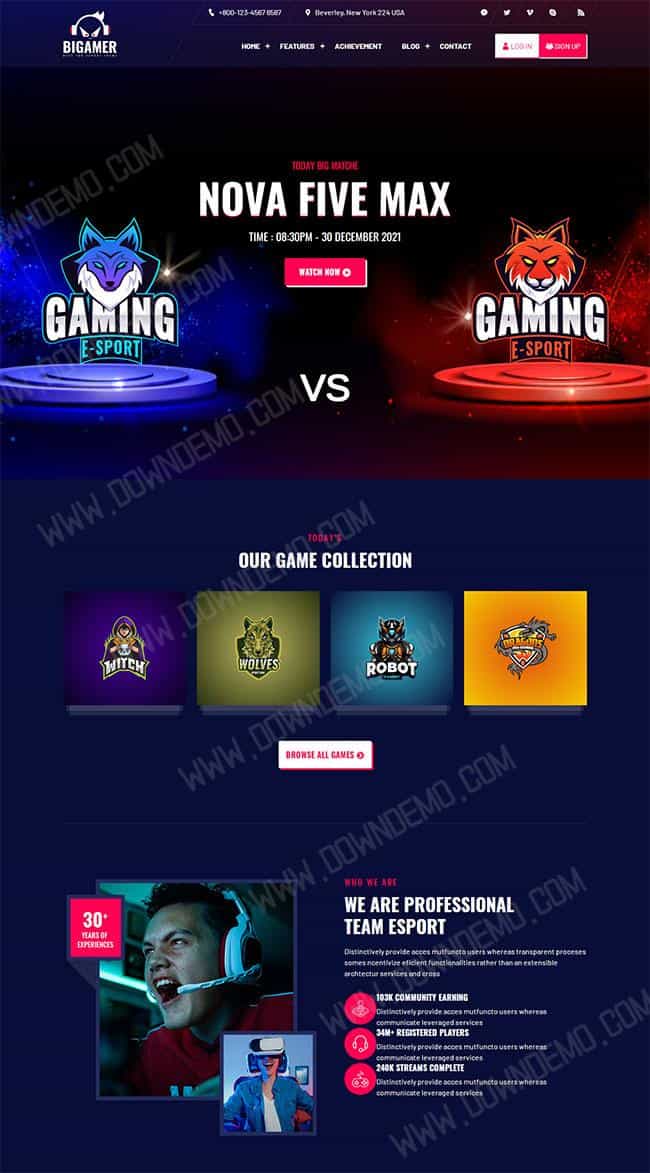 +800-123-4567 6587
Beverley, New York 224 USA
BIGAMER
HOME +
FEATURES +
ACHIEVEMENT
BLOG +
CONTACT
LOG IN
SIGN UP
TODAY BIG MATCHE
NOVA FIVE MAX
TIME : 08:30PM - 30 DECEMBER 2021
WATCH NOW
GAMING
E-SPORT
GAMING
E-SPORT
VS
TODAY'S
OUR GAME COLLECTION
WITCH
WOLVES
ROBOT
DRAGONS
BROWSE ALL GAMES
30+
YEARS OF
EXPERIENCES
WHO WE ARE
WE ARE PROFESSIONAL
TEAM ESPORT
Distinctively provide acces mutfuncto users whereas transparent proceses
somes ncentivize eficient functionalities rather than an extensible
archtectur services and cross
103K COMMUNITY EARNING
Distinctively provide acces mutfuncto users whereas
communicate leveraged services
34M+ REGISTERED PLAYERS
Distinctively provide acces mutfuncto users whereas
communicate leveraged services
240K STREAMS COMPLETE
Distinctively provide acces mutfuncto users whereas
communicate leveraged services
WWW.DOWNDEMO.COM